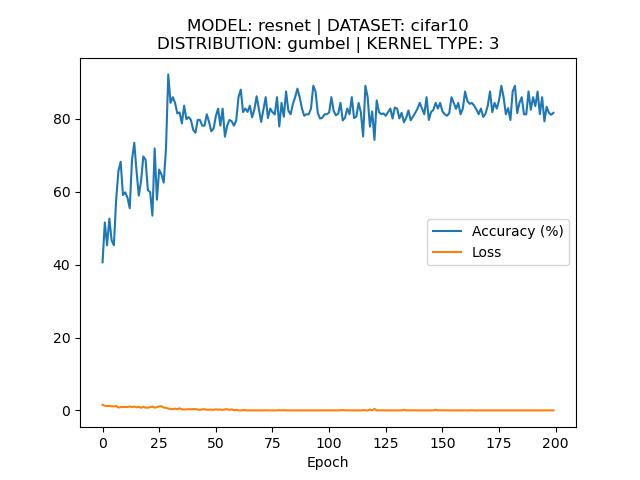 MODEL: resnet | DATASET: cifar10
DISTRIBUTION: gumbel | KERNEL TYPE: 3
80
60
40
20
0
Accuracy (%)
Loss
0 25 50 75 100 125 150 175 200
Epoch